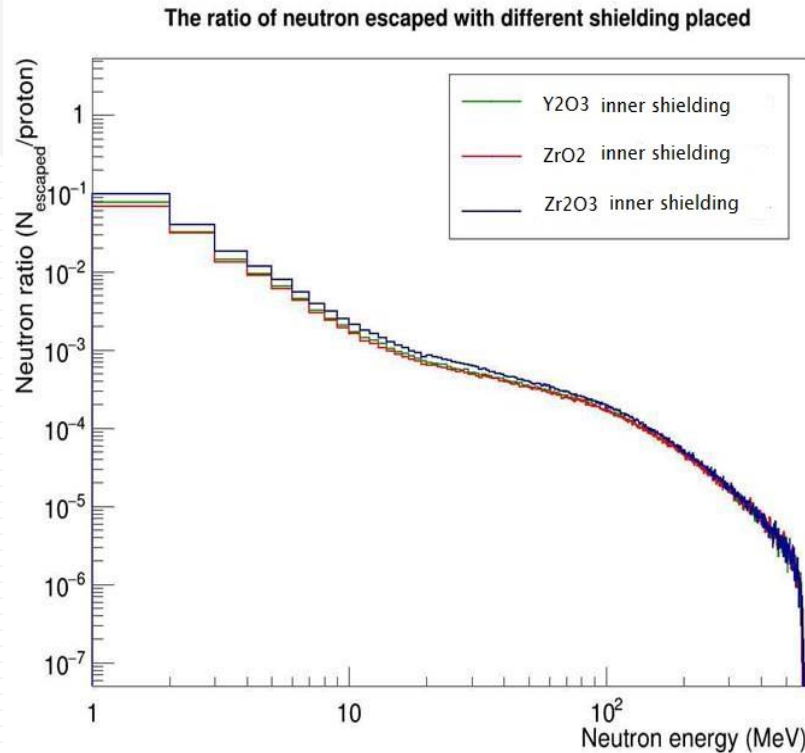 The ratio of neutron escaped with different shielding placed
Neutron ratio (N_escaped/proton)
Y2O3 inner shielding
ZrO2 inner shielding
Zr2O3 inner shielding
1
10⁻¹
10⁻²
10⁻³
10⁻⁴
10⁻⁵
10⁻⁶
10⁻⁷
1
10
10²
Neutron energy (MeV)